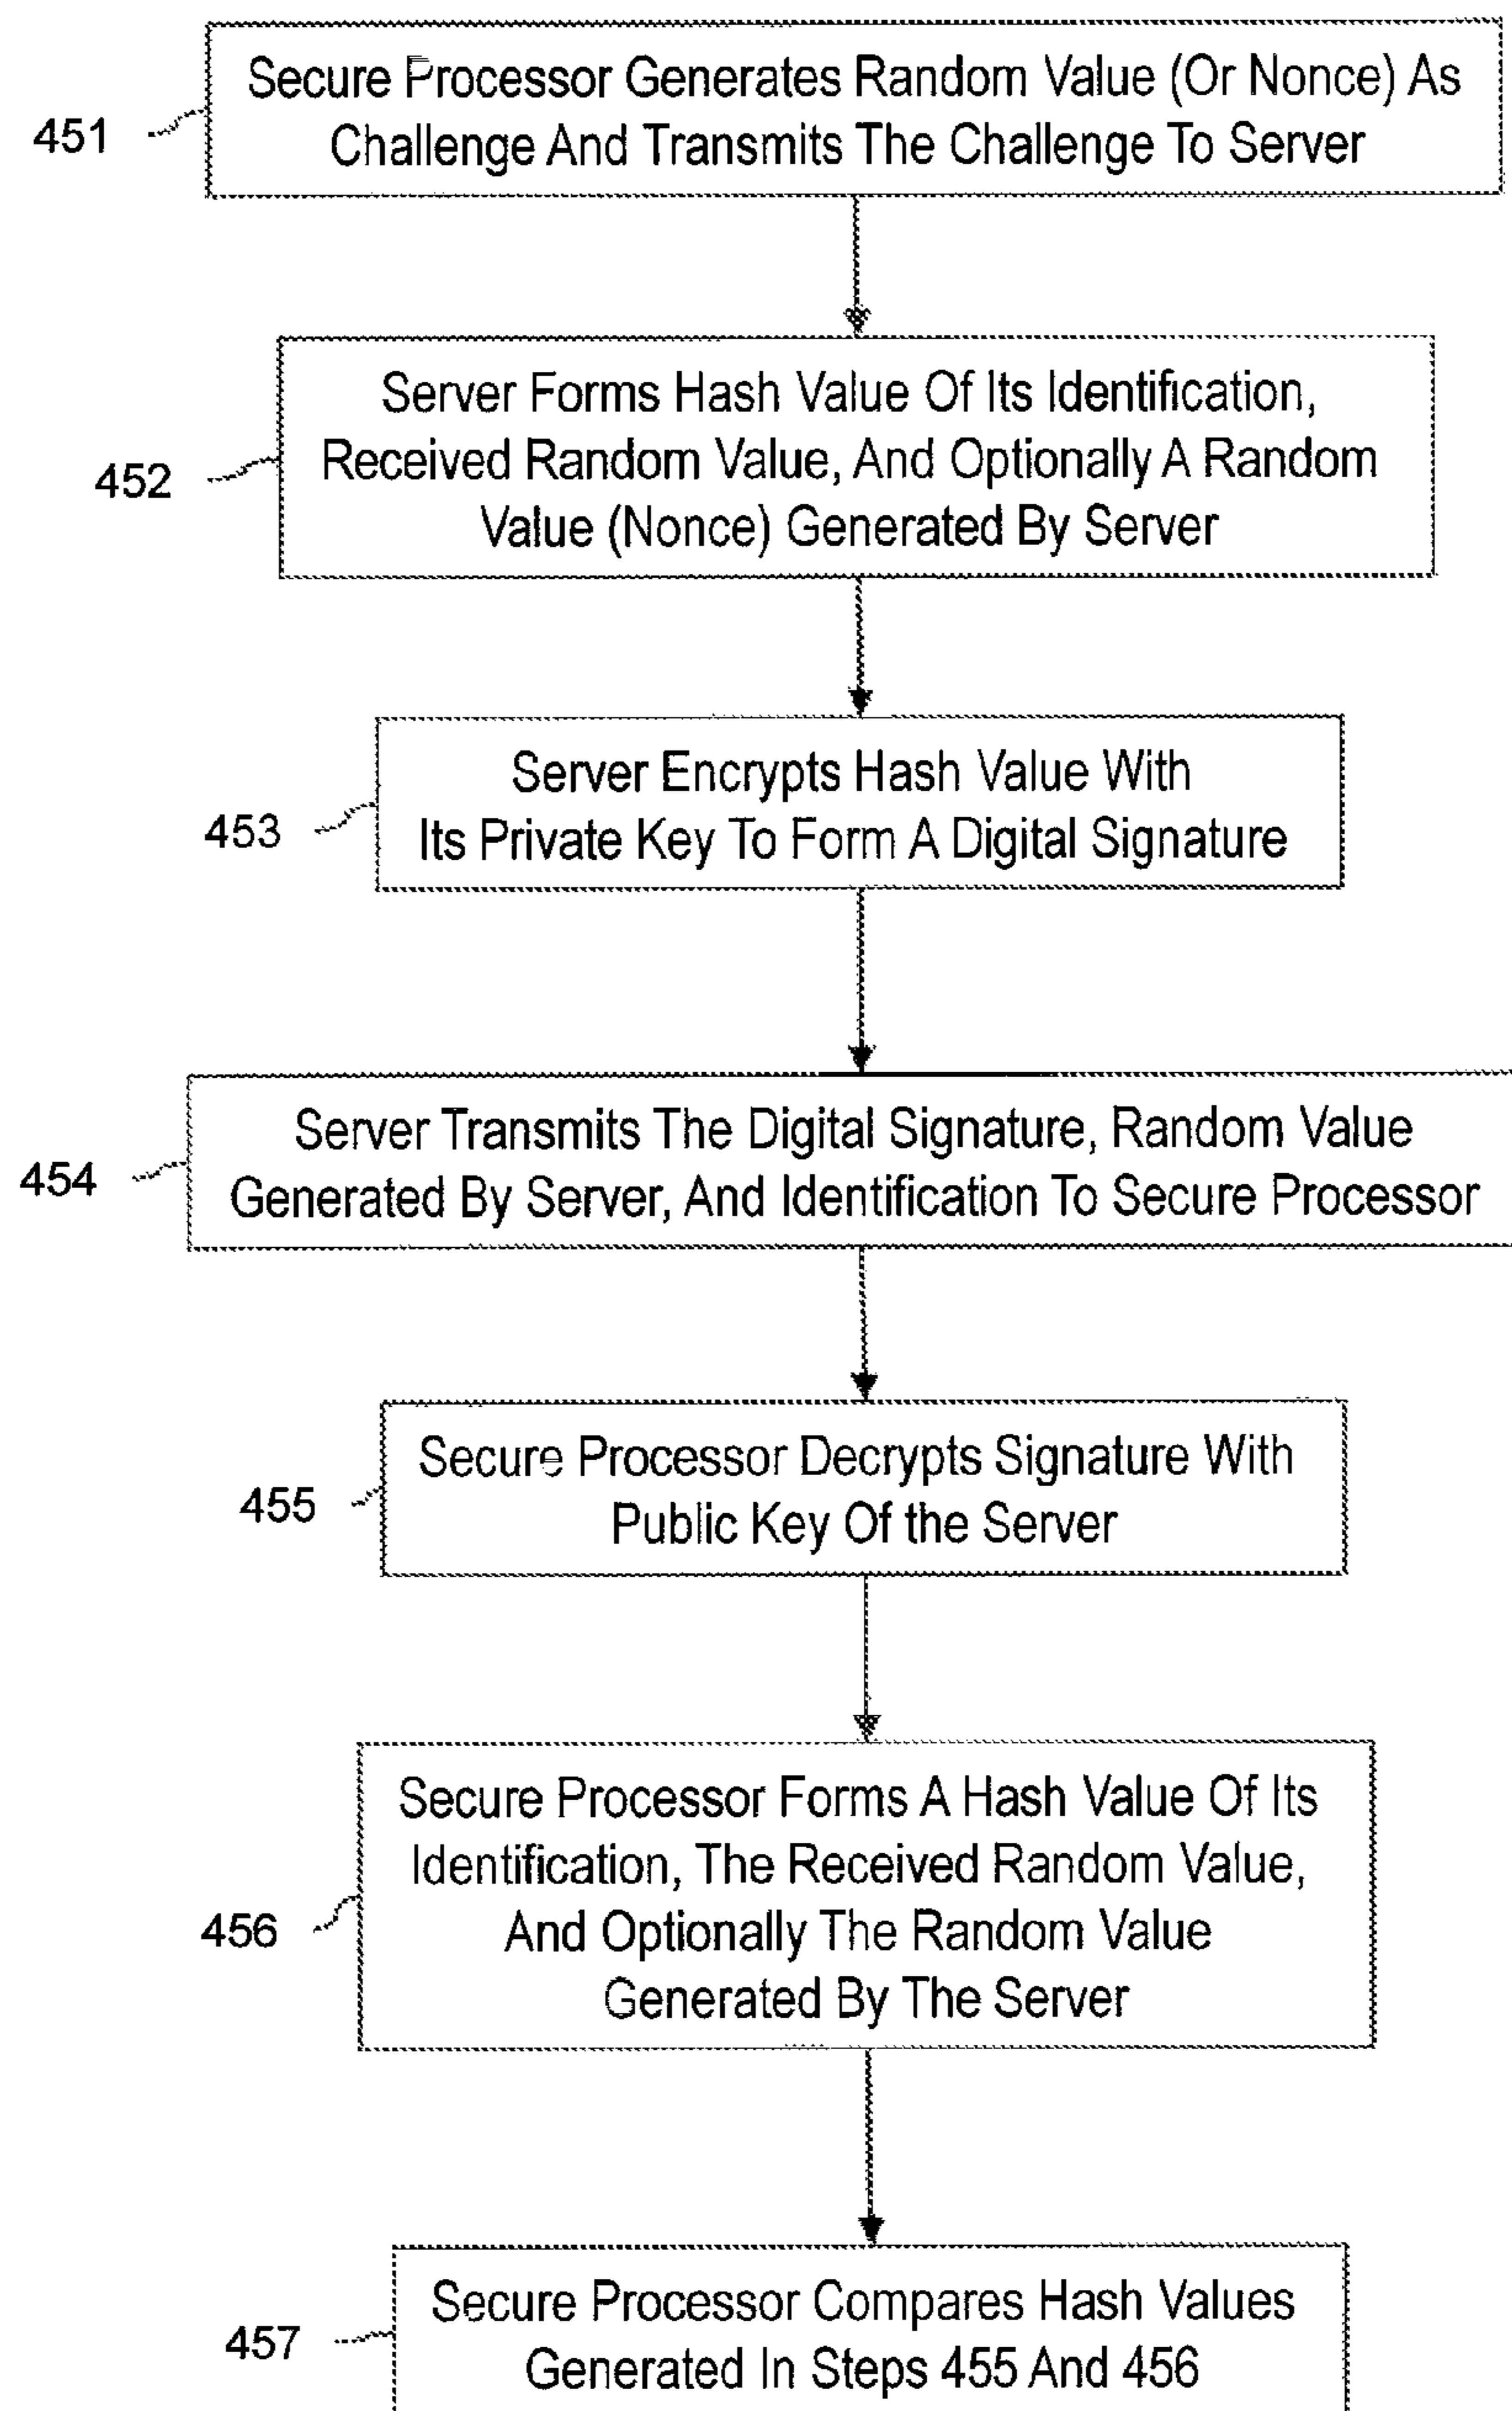 Secure Processor Generates Random Value (Or Nonce) As
Challenge And Transmits The Challenge To Server
451
Server Forms Hash Value Of Its Identification,
Received Random Value, And Optionally A Random
Value (Nonce) Generated By Server
452
Server Encrypts Hash Value With
Its Private Key To Form A Digital Signature
453
Server Transmits The Digital Signature, Random Value
Generated By Server, And Identification To Secure Processor
454
Secure Processor Decrypts Signature With
Public Key Of the Server
455
Secure Processor Forms A Hash Value Of Its
Identification, The Received Random Value,
And Optionally The Random Value
Generated By The Server
456
Secure Processor Compares Hash Values
Generated In Steps 455 And 456
457